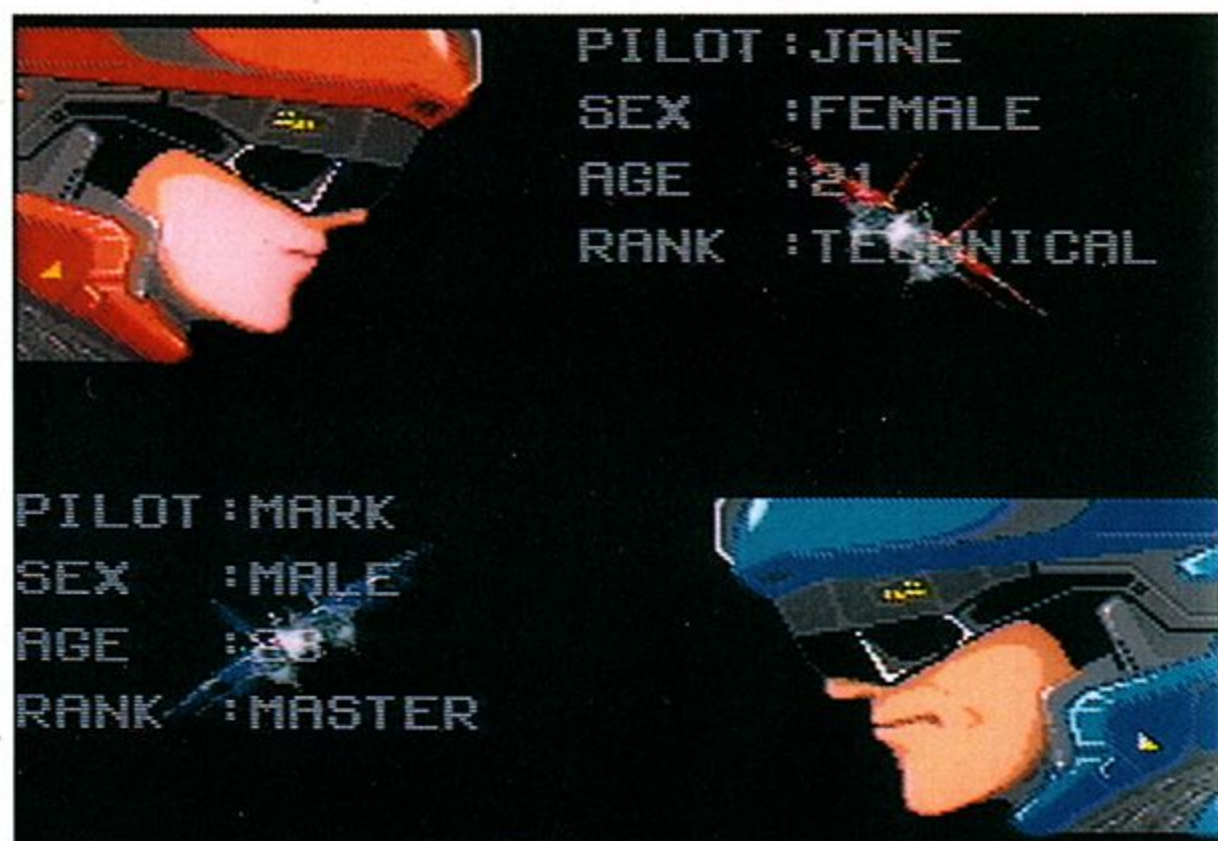 PILOT :JANE
SEX :FEMALE
AGE :21
RANK :TECHNICAL
PILOT :MARK
SEX :MALE
AGE :
RANK :MASTER